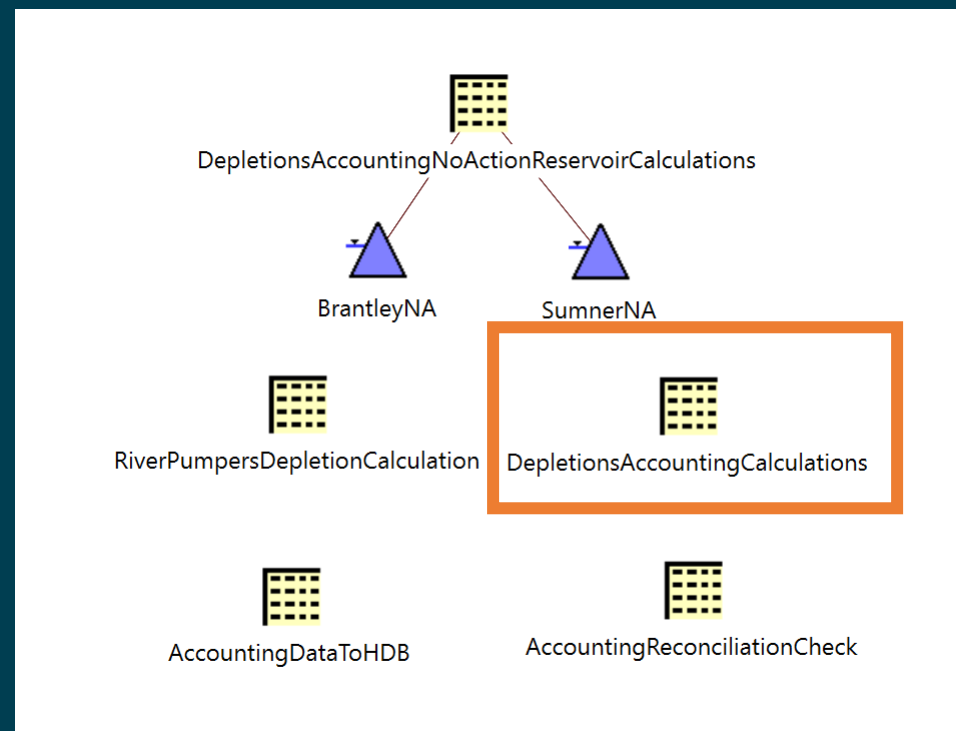 DepletionsAccountingNoActionReservoirCalculations
BrantleyNA
SumnerNA
RiverPumpersDepletionCalculation
DepletionsAccountingCalculations
AccountingDataToHDB
AccountingReconciliationCheck